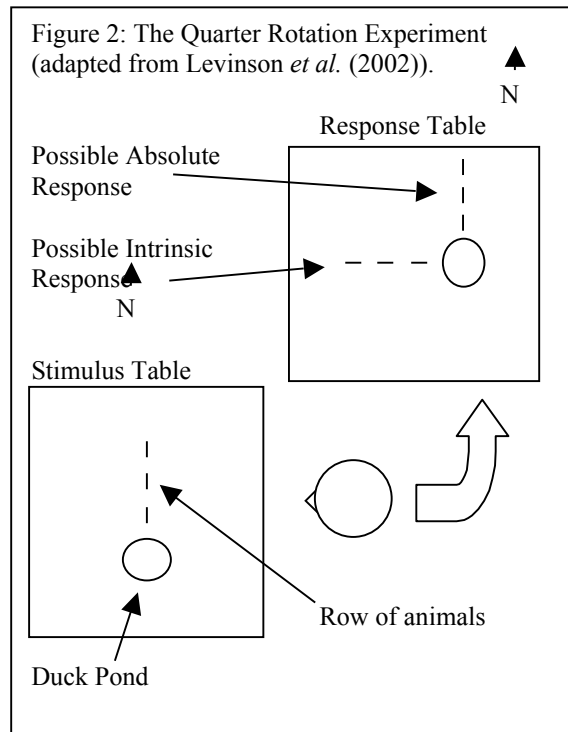 Figure 2: The Quarter Rotation Experiment
(adapted from Levinson et al. (2002)).
N
Response Table
Possible Absolute
Response
Possible Intrinsic
Response
N
Stimulus Table
Row of animals
Duck Pond